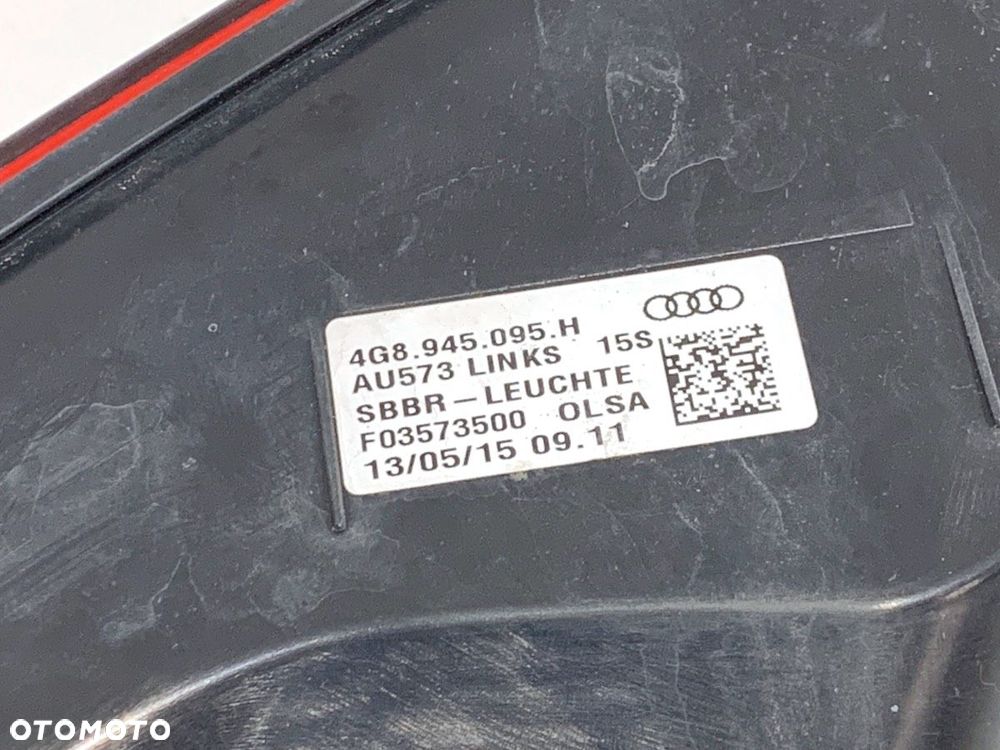 4G8.945.095.H
AU573 LINKS 15S
SBBR – LEUCHTE
F03573500 OLSA
13/05/15 09.11
OTOMOTO